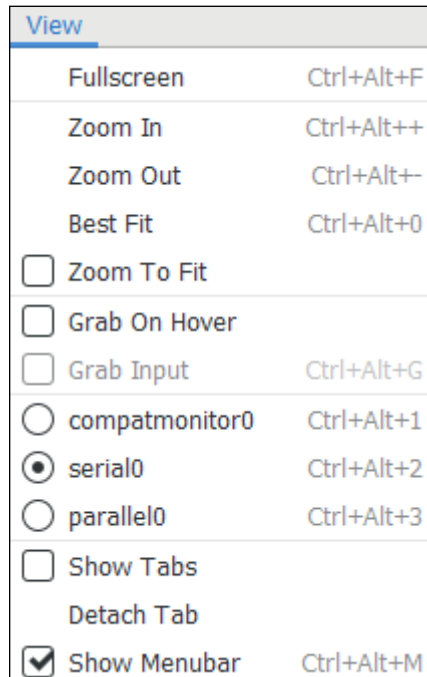 View
Fullscreen Ctrl+Alt+F
Zoom In Ctrl+Alt++
Zoom Out Ctrl+Alt+-
Best Fit Ctrl+Alt+0
Zoom To Fit
Grab On Hover
Grab Input Ctrl+Alt+G
compatmonitor0 Ctrl+Alt+1
serial0 Ctrl+Alt+2
parallel0 Ctrl+Alt+3
Show Tabs
Detach Tab
Show Menubar Ctrl+Alt+M